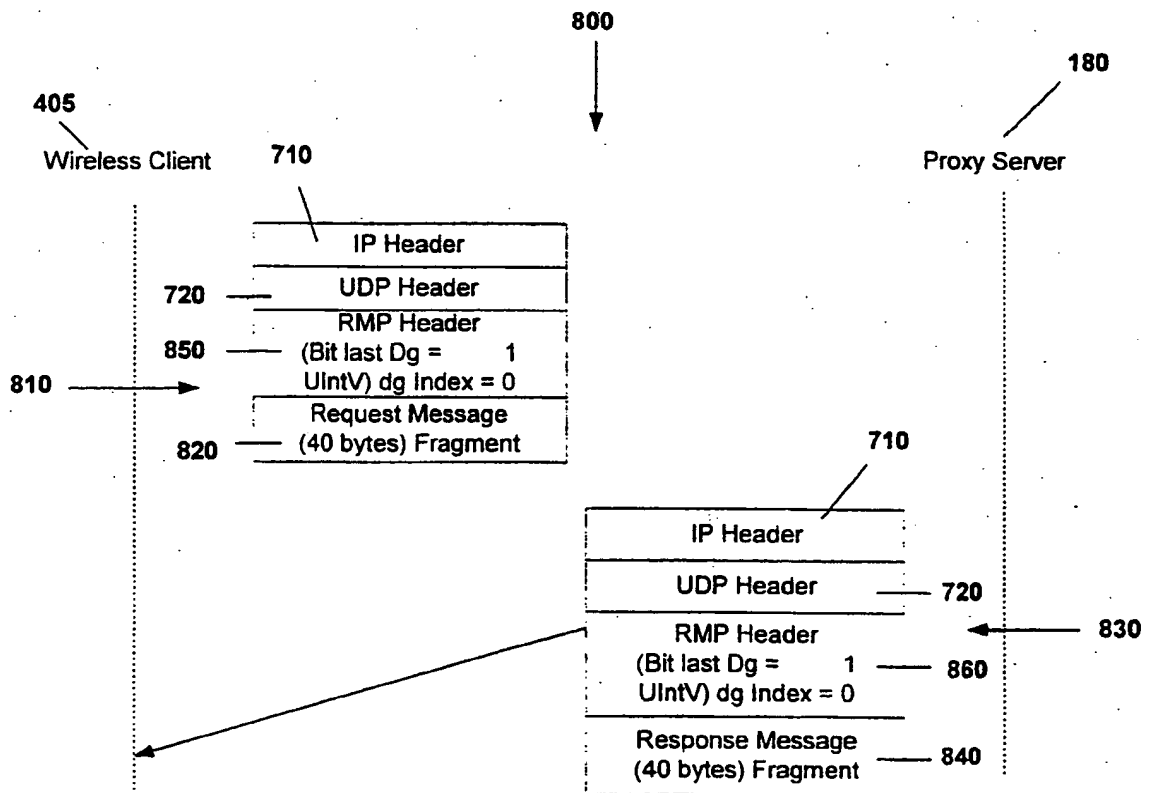 800
180
405
Wireless Client
710
Proxy Server
IP Header
720
UDP Header
RMP Header
850
(Bit last Dg = 1
UIntV) dg Index = 0
810
Request Message
820
(40 bytes) Fragment
710
IP Header
UDP Header
720
RMP Header
830
(Bit last Dg = 1
860
UIntV) dg Index = 0
Response Message
840
(40 bytes) Fragment